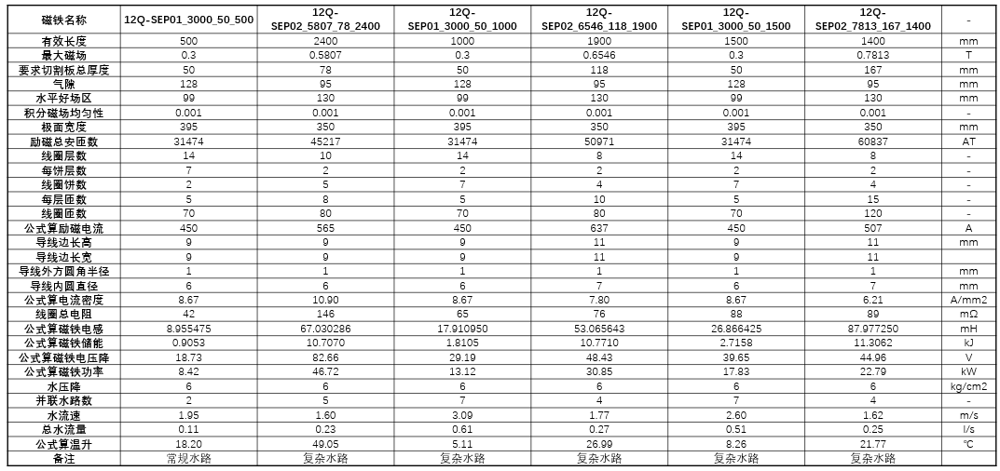 磁铁名称 12Q-SEP01_3000_50_500 12Q-SEP02_5807_78_2400 12Q-SEP01_3000_50_1000 12Q-SEP02_6546_118_1900 12Q-SEP01_3000_50_1500 12Q-SEP02_7813_167_1400 -
有效长度 500 2400 1000 1900 1500 1400 mm
最大磁场 0.3 0.5807 0.3 0.6546 0.3 0.7813 T
要求切割板总厚度 50 78 50 118 50 167 mm
气隙 128 95 128 95 128 95 mm
水平好场区 99 130 99 130 99 130 mm
积分磁场均匀性 0.001 0.001 0.001 0.001 0.001 0.001 -
极面宽度 395 350 395 350 395 350 mm
励磁总安匝数 31474 45217 31474 50971 31474 60837 AT
线圈层数 14 10 14 8 14 8 -
每饼层数 7 2 2 2 2 2 -
线圈饼数 2 5 7 4 7 4 -
每层匝数 5 8 5 10 5 15 -
线圈匝数 70 80 70 80 70 120 -
公式算励磁电流 450 565 450 637 450 507 A
导线边长高 9 9 9 11 9 11 mm
导线边长宽 9 9 9 11 9 11
导线外方圆角半径 1 1 1 1 1 1 mm
导线内圆直径 6 6 6 7 6 7 mm
公式算电流密度 8.67 10.90 8.67 7.80 8.67 6.21 A/mm2
线圈总电阻 42 146 65 76 88 89 mΩ
公式算磁铁电感 8.955475 67.030286 17.910950 53.065643 26.866425 87.977250 mH
公式算磁铁储能 0.9053 10.7070 1.8105 10.7710 2.7158 11.3062 kJ
公式算磁铁电压降 18.73 82.66 29.19 48.43 39.65 44.96 V
公式算磁铁功率 8.42 46.72 13.12 30.85 17.83 22.79 kW
水压降 6 6 6 6 6 6 kg/cm2
并联水路数 2 5 7 4 7 4 -
水流速 1.95 1.60 3.09 1.77 2.60 1.62 m/s
总水流量 0.11 0.23 0.61 0.27 0.51 0.25 l/s
公式算温升 18.20 49.05 5.11 26.99 8.26 21.77 ℃
备注 常规水路 复杂水路 复杂水路 复杂水路 复杂水路 复杂水路